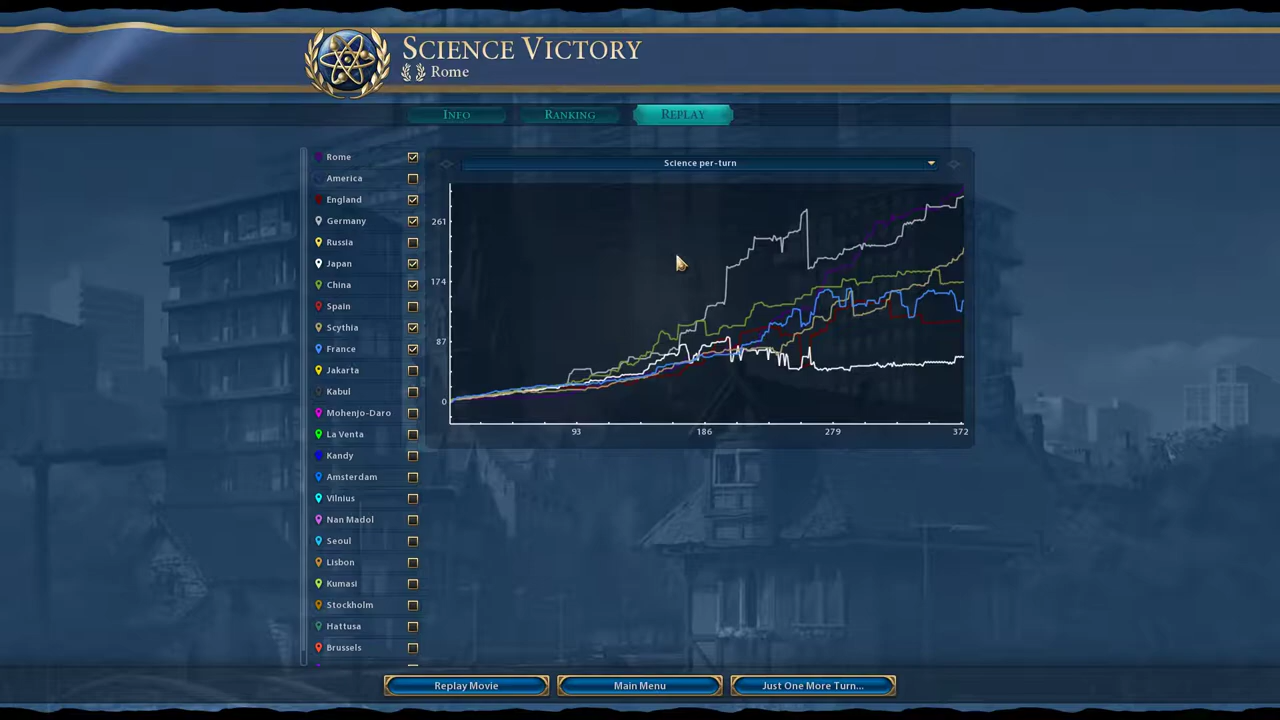 SCIENCE VICTORY
Rome
INFO
RANKING
REPLAY
Rome
America
England
Germany
Russia
Japan
China
Spain
Scythia
France
Jakarta
Kabul
Mohenjo-Daro
La Venta
Kandy
Amsterdam
Vilnius
Nan Madol
Seoul
Lisbon
Kumasi
Stockholm
Hattusa
Brussels
Science per-turn
261
174
87
0
93
186
279
372
Replay Movie
Main Menu
Just One More Turn...